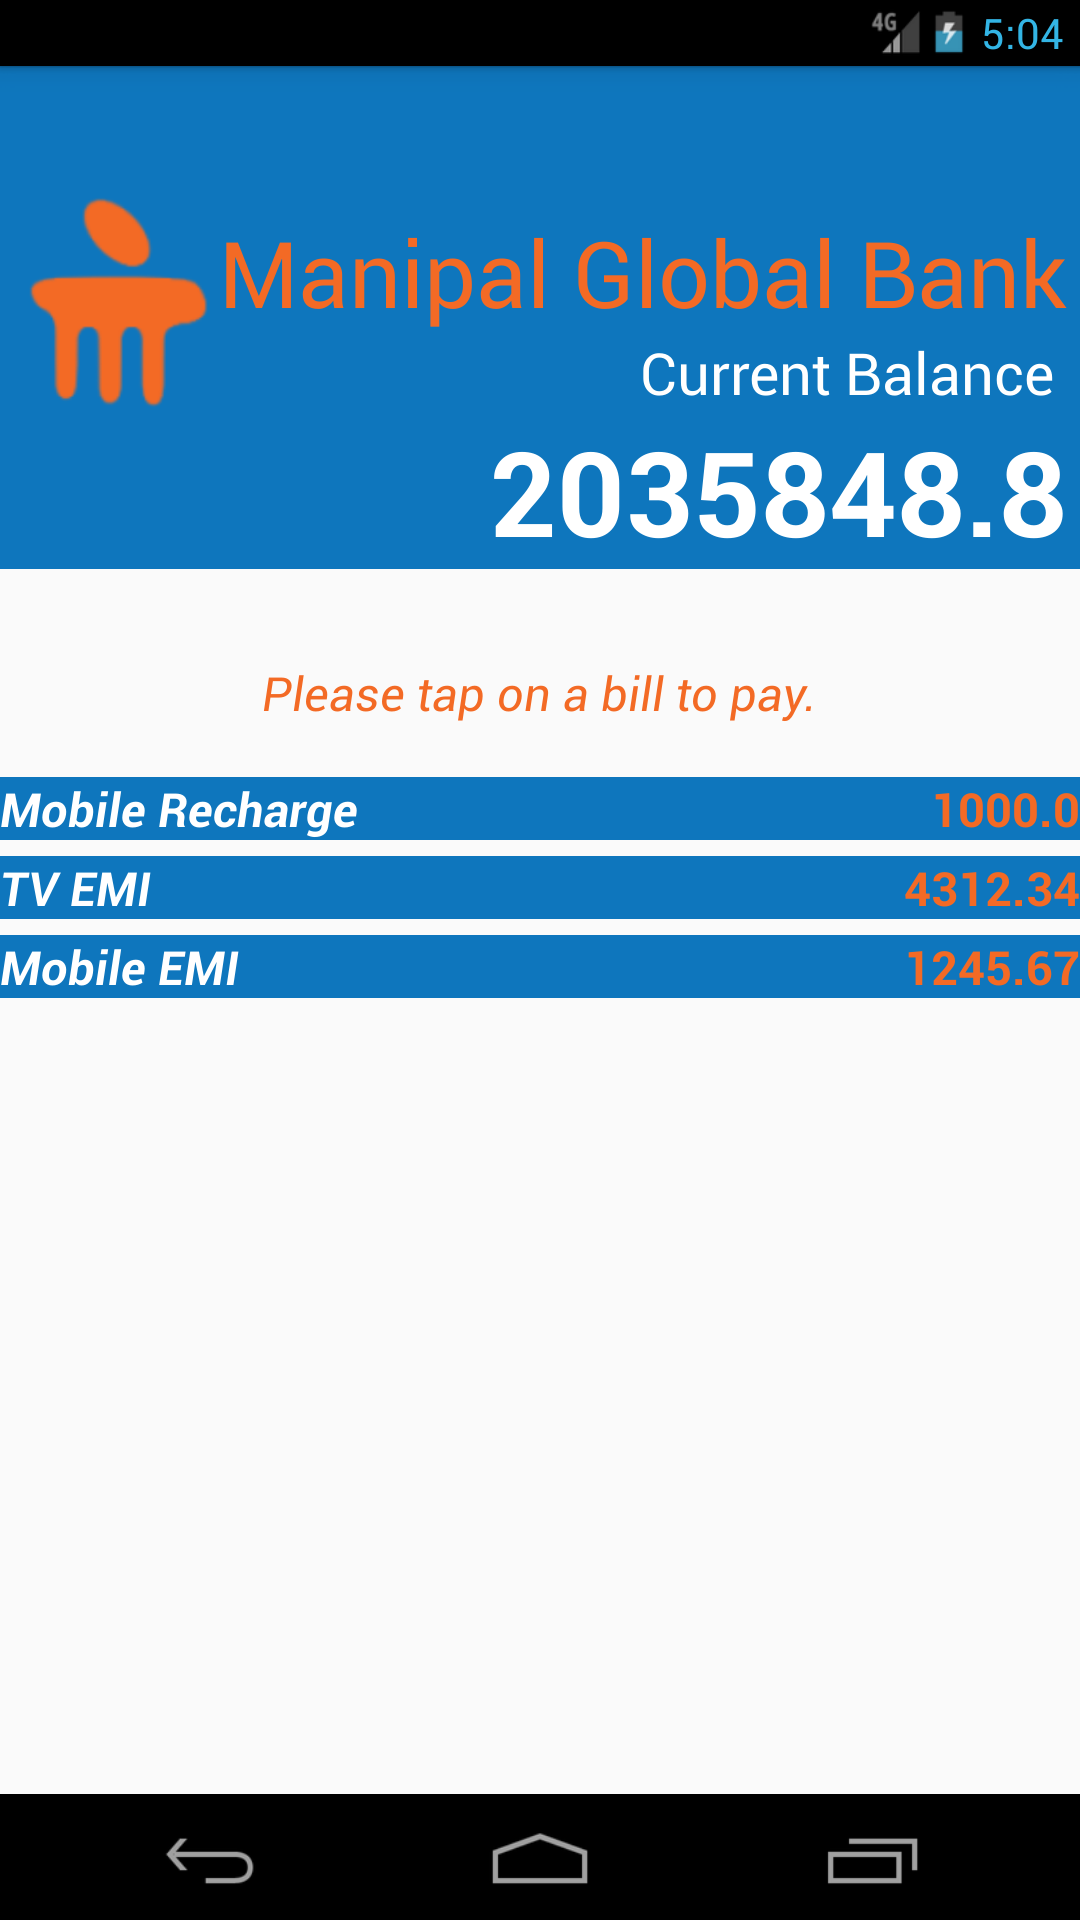 4G 5:04
Manipal Global Bank
Current Balance
2035848.8
Please tap on a bill to pay.
Mobile Recharge 1000.0
TV EMI 4312.34
Mobile EMI 1245.67